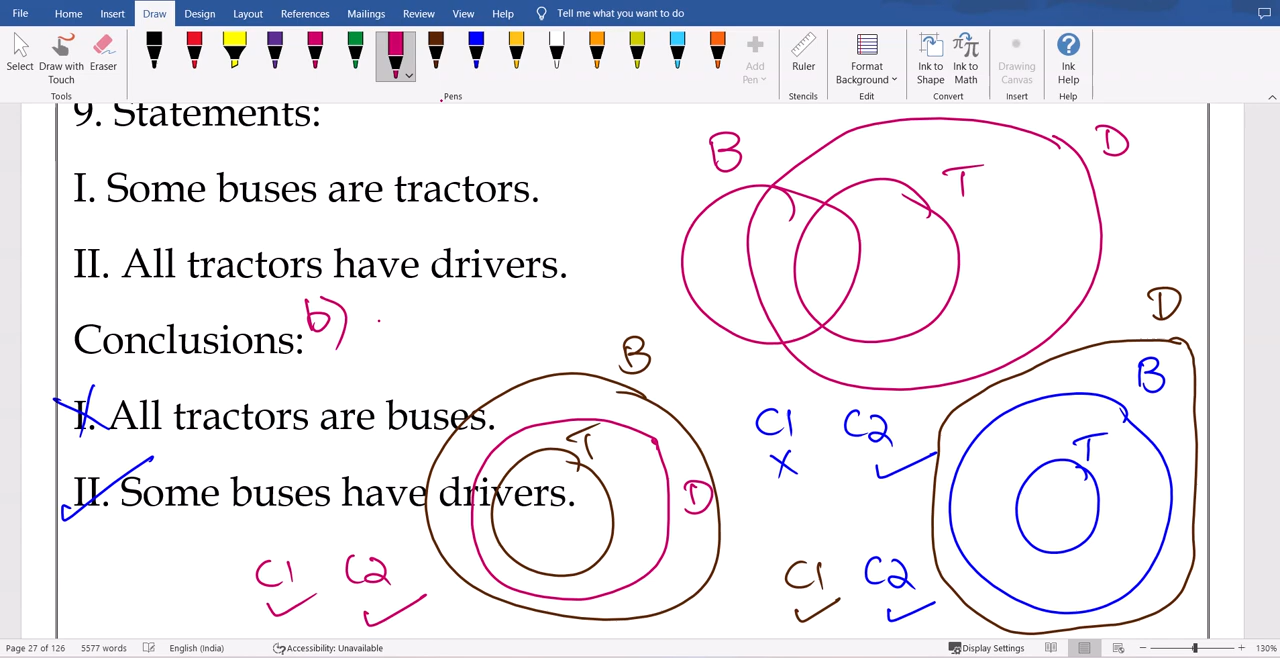 File Home Insert Draw Design Layout References Mailings Review View Help Tell me what you want to do
Select Draw with Touch Eraser Add Pen Ruler Format Background Ink to Shape Ink to Math Drawing Canvas Ink Help
Tools Pens Stencils Edit Convert Insert Help
9. Statements:
B D
T
I. Some buses are tractors.
II. All tractors have drivers.
D
b)
Conclusions:
B
B
I. All tractors are buses.
C1 C2
T
T
II. Some buses have drivers.
D
C1 C2
C1 C2
Page 27 of 126 5577 words English (India) Accessibility: Unavailable Display Settings 130%